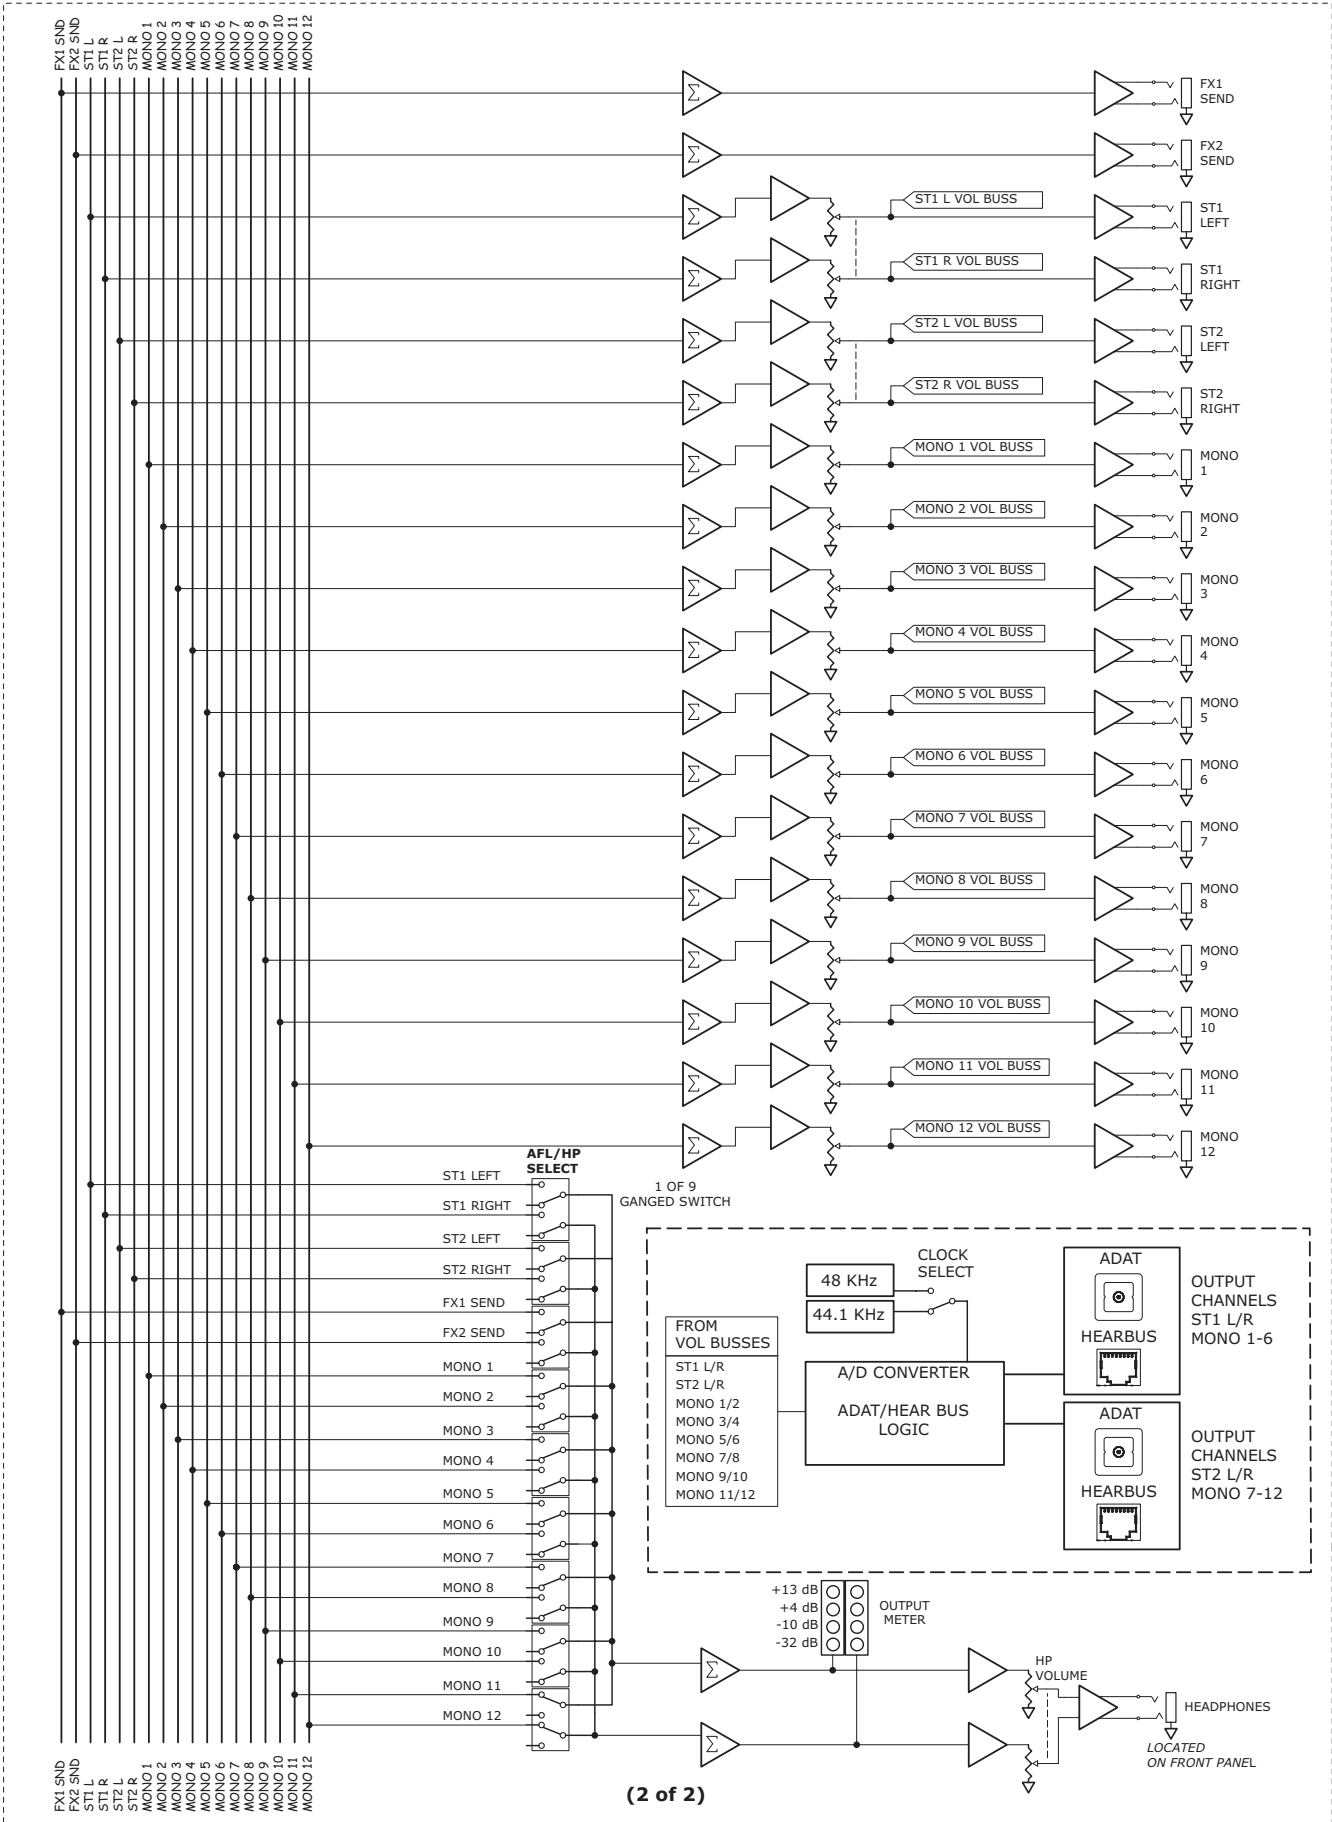 FX1 SND
FX2 SND
ST1 L
ST1 R
ST2 L
ST2 R
MONO 1
MONO 2
MONO 3
MONO 4
MONO 5
MONO 6
MONO 7
MONO 8
MONO 9
MONO 10
MONO 11
MONO 12
Σ
FX1
SEND
Σ
FX2
SEND
Σ
ST1 L VOL BUSS
ST1
LEFT
Σ
ST1 R VOL BUSS
ST1
RIGHT
Σ
ST2 L VOL BUSS
ST2
LEFT
Σ
ST2 R VOL BUSS
ST2
RIGHT
Σ
MONO 1 VOL BUSS
MONO
1
Σ
MONO 2 VOL BUSS
MONO
2
Σ
MONO 3 VOL BUSS
MONO
3
Σ
MONO 4 VOL BUSS
MONO
4
Σ
MONO 5 VOL BUSS
MONO
5
Σ
MONO 6 VOL BUSS
MONO
6
Σ
MONO 7 VOL BUSS
MONO
7
Σ
MONO 8 VOL BUSS
MONO
8
Σ
MONO 9 VOL BUSS
MONO
9
Σ
MONO 10 VOL BUSS
MONO
10
Σ
MONO 11 VOL BUSS
MONO
11
Σ
MONO 12 VOL BUSS
MONO
12
AFL/HP
SELECT
1 OF 9
GANGED SWITCH
ST1 LEFT
ST1 RIGHT
ST2 LEFT
ST2 RIGHT
FX1 SEND
FX2 SEND
MONO 1
MONO 2
MONO 3
MONO 4
MONO 5
MONO 6
MONO 7
MONO 8
MONO 9
MONO 10
MONO 11
MONO 12
FROM
VOL BUSSES
ST1 L/R
ST2 L/R
MONO 1/2
MONO 3/4
MONO 5/6
MONO 7/8
MONO 9/10
MONO 11/12
48 KHz
44.1 KHz
CLOCK
SELECT
A/D CONVERTER
ADAT/HEAR BUS
LOGIC
ADAT
HEARBUS
OUTPUT
CHANNELS
ST1 L/R
MONO 1-6
ADAT
HEARBUS
OUTPUT
CHANNELS
ST2 L/R
MONO 7-12
+13 dB
+4 dB
-10 dB
-32 dB
OUTPUT
METER
Σ
Σ
HP
VOLUME
HEADPHONES
LOCATED
ON FRONT PANEL
FX1 SND
FX2 SND
ST1 L
ST1 R
ST2 L
ST2 R
MONO 1
MONO 2
MONO 3
MONO 4
MONO 5
MONO 6
MONO 7
MONO 8
MONO 9
MONO 10
MONO 11
MONO 12
(2 of 2)